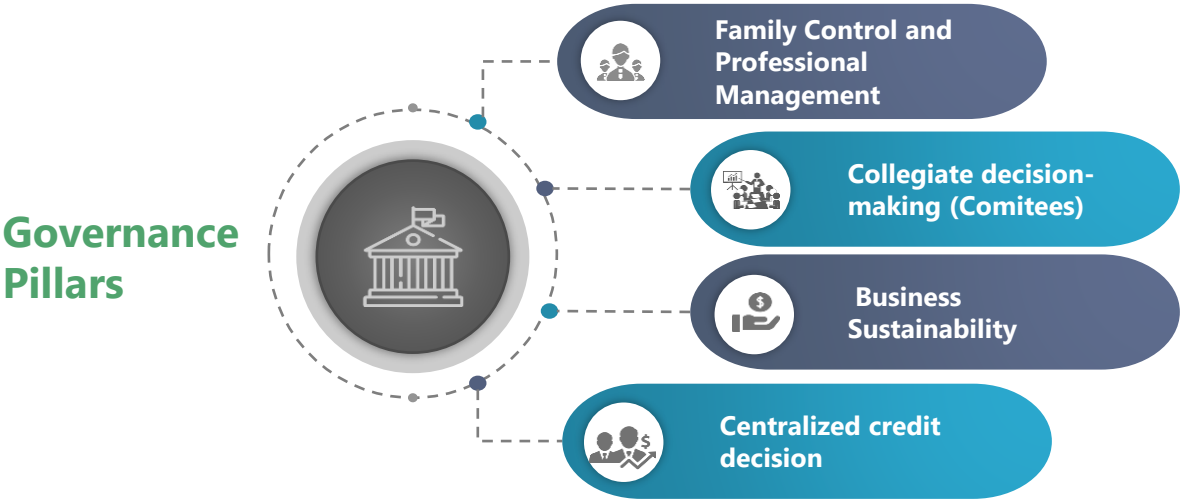 Governance
Pillars
Family Control and
Professional
Management
Collegiate decision-
making (Comitees)
Business
Sustainability
Centralized credit
decision